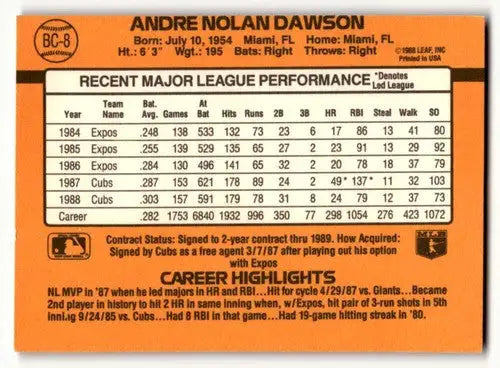 BC-8
ANDRE NOLAN DAWSON
Born: July 10, 1954 Miami, FL Home: Miami, FL
Ht.: 6'3" Wgt.: 195 Bats: Right Throws: Right
©1988 LEAF, INC
Printed in USA
RECENT MAJOR LEAGUE PERFORMANCE *Denotes Led League
Year Team Name Bat. Avg. Games At Bat Hits Runs 2B 3B HR RBI Steal Walk SO
1984 Expos .248 138 533 132 73 23 6 17 86 13 41 80
1985 Expos .255 139 529 135 65 27 2 23 91 13 29 92
1986 Expos .284 130 496 141 65 32 2 20 78 18 37 79
1987 Cubs .287 153 621 178 89 24 2 49* 137* 11 32 103
1988 Cubs .303 157 591 179 78 31 8 24 79 12 37 73
Career .282 1753 6840 1932 996 350 77 298 1054 276 423 1072
Contract Status: Signed to 2-year contract thru 1989. How Acquired:
Signed by Cubs as a free agent 3/7/87 after playing out his option
with Expos
MLB
CAREER HIGHLIGHTS
NL MVP in '87 when he led majors in HR and RBI...Hit for cycle 4/29/87 vs. Giants...Became
2nd player in history to hit 2 HR in same inning when, w/Expos, hit pair of 3-run shots in 5th
inning 9/24/85 vs. Cubs...Had 8 RBI in that game...Had 19-game hitting streak in '80.